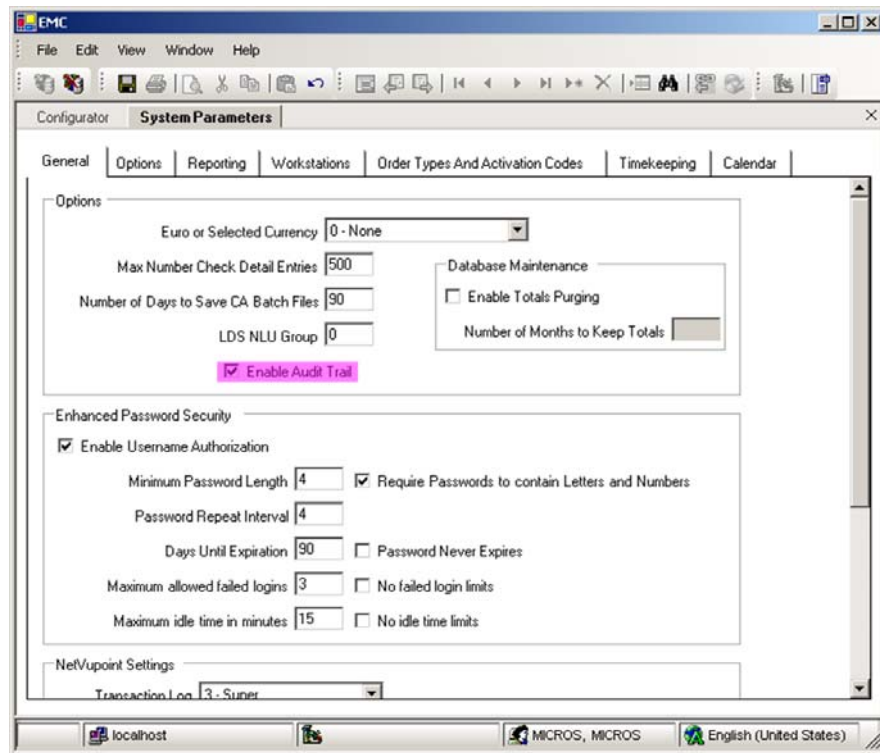 EMC
File Edit View Window Help
Configurator System Parameters
General Options Reporting Workstations Order Types And Activation Codes Timekeeping Calendar
Options
Euro or Selected Currency 0 - None
Max Number Check Detail Entries 500
Number of Days to Save CA Batch Files 90
LDS NLU Group 0
Enable Audit Trail
Database Maintenance
Enable Totals Purging
Number of Months to Keep Totals
Enhanced Password Security
Enable Username Authorization
Minimum Password Length 4 Require Passwords to contain Letters and Numbers
Password Repeat Interval 4
Days Until Expiration 90 Password Never Expires
Maximum allowed failed logins 3 No failed login limits
Maximum idle time in minutes 15 No idle time limits
NetVupoint Settings
Transaction Log 3 - Super
localhost MICROS, MICROS English (United States)